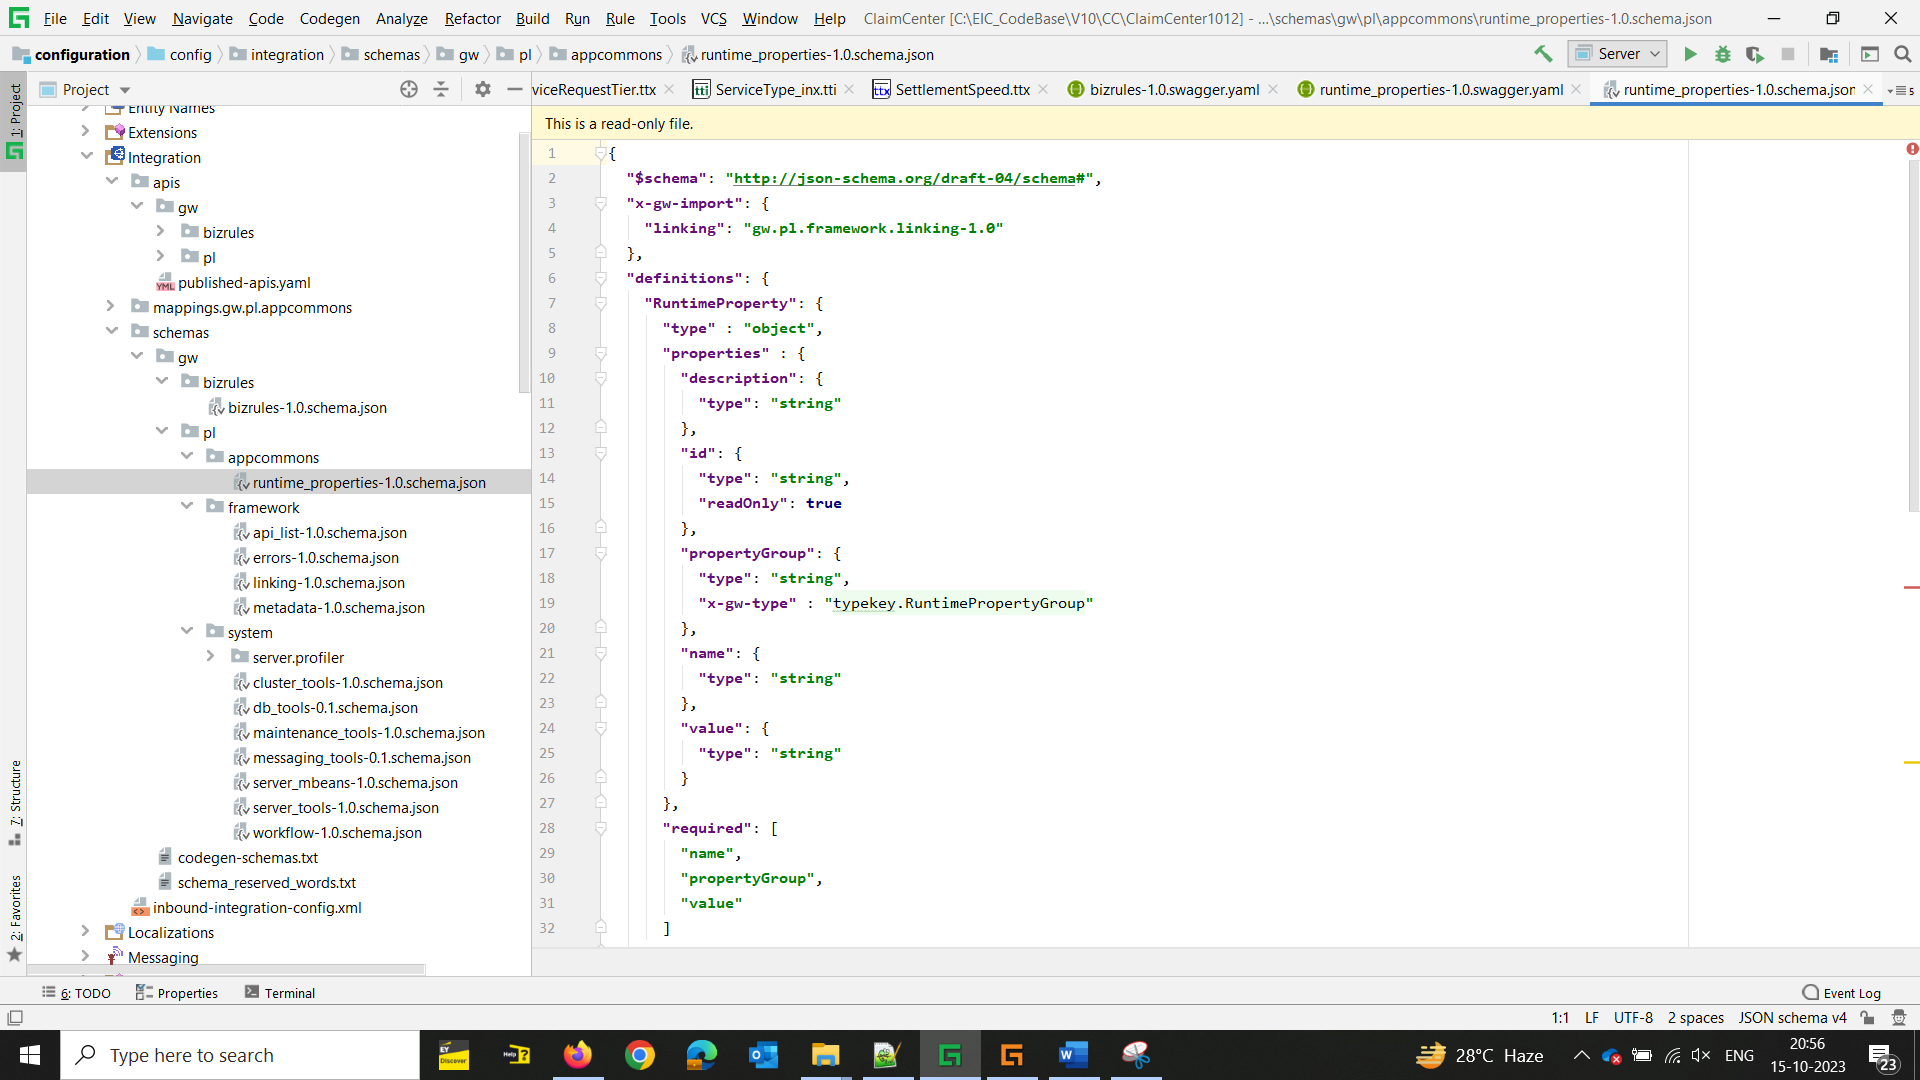 File Edit View Navigate Code Codegen Analyze Refactor Build Run Rule Tools VCS Window Help ClaimCenter [C:\EIC_CodeBase\V10\CC\ClaimCenter1012] - ...\schemas\gw\pl\appcommons\runtime_properties-1.0.schema.json
configuration config integration schemas gw pl appcommons runtime_properties-1.0.schema.json Server
Project viceRequestTier.ttx ServiceType_inx.tti SettlementSpeed.ttx bizrules-1.0.swagger.yaml runtime_properties-1.0.swagger.yaml runtime_properties-1.0.schema.json 5
1: Project
7: Structure
2: Favorites
Entity Names
Extensions
Integration
apis
gw
bizrules
pl
published-apis.yaml
mappings.gw.pl.appcommons
schemas
gw
bizrules
bizrules-1.0.schema.json
pl
appcommons
runtime_properties-1.0.schema.json
framework
api_list-1.0.schema.json
errors-1.0.schema.json
linking-1.0.schema.json
metadata-1.0.schema.json
system
server.profiler
cluster_tools-1.0.schema.json
db_tools-0.1.schema.json
maintenance_tools-1.0.schema.json
messaging_tools-0.1.schema.json
server_mbeans-1.0.schema.json
server_tools-1.0.schema.json
workflow-1.0.schema.json
codegen-schemas.txt
schema_reserved_words.txt
inbound-integration-config.xml
Localizations
Messaging
This is a read-only file.
1 {
2 "$schema": "http://json-schema.org/draft-04/schema#",
3 "x-gw-import": {
4 "linking": "gw.pl.framework.linking-1.0"
5 },
6 "definitions": {
7 "RuntimeProperty": {
8 "type" : "object",
9 "properties" : {
10 "description": {
11 "type": "string"
12 },
13 "id": {
14 "type": "string",
15 "readOnly": true
16 },
17 "propertyGroup": {
18 "type": "string",
19 "x-gw-type" : "typekey.RuntimePropertyGroup"
20 },
21 "name": {
22 "type": "string"
23 },
24 "value": {
25 "type": "string"
26 }
27 },
28 "required": [
29 "name",
30 "propertyGroup",
31 "value"
32 ]
6: TODO Properties Terminal Event Log
1:1 LF UTF-8 2 spaces JSON schema v4
Type here to search EY Discover Help? 28°C Haze ENG 20:56
15-10-2023 23